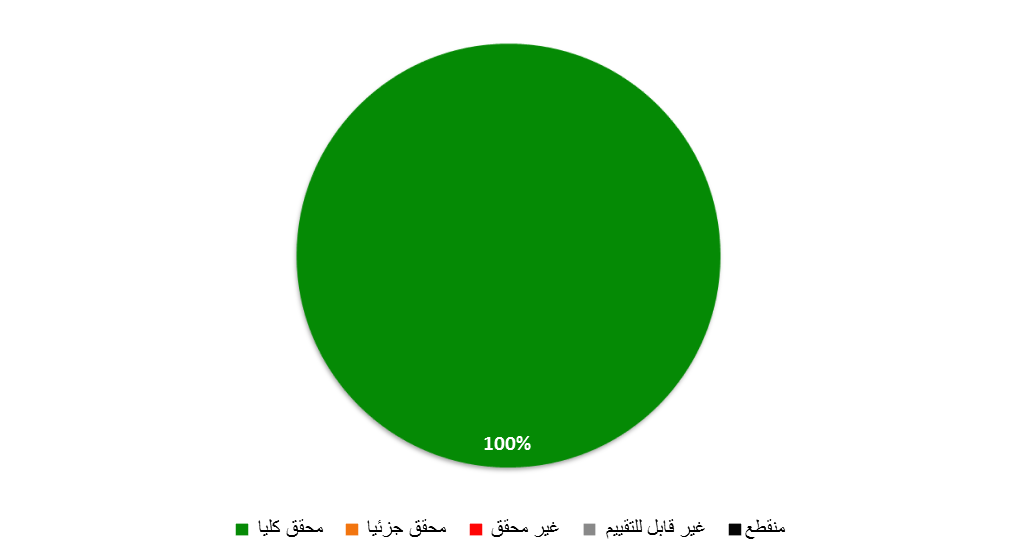 100%
محقق كليا
محقق جزئيا
غير محقق
غير قابل للتقييم
منقطع